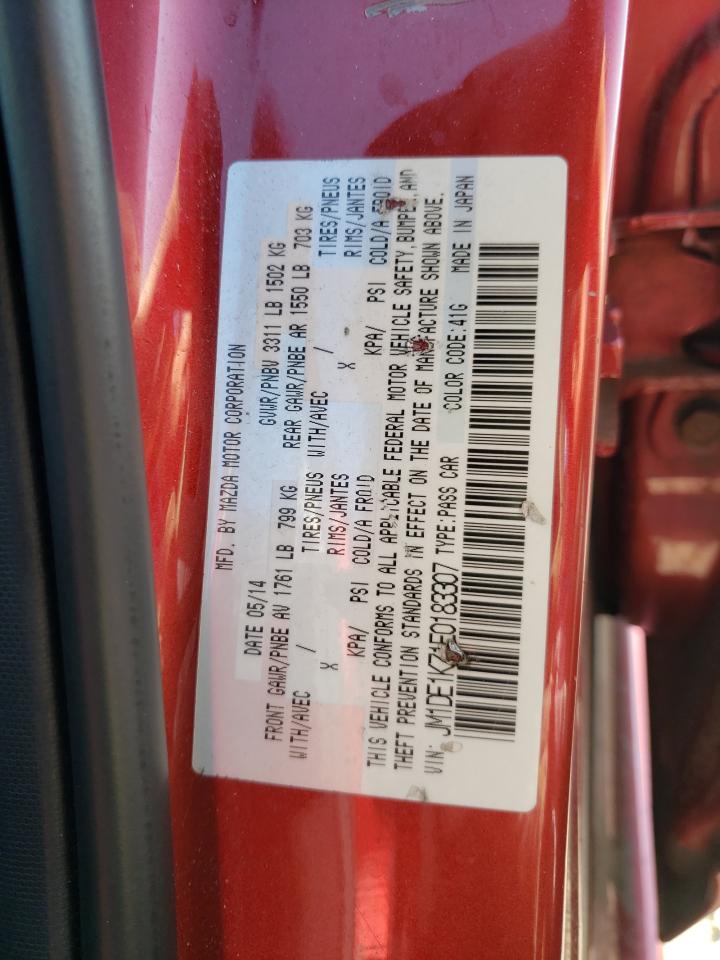 MFD. BY MAZDA MOTOR CORPORATION
DATE 05/14 GVWR/PNBV 3311 LB 1502 KG
FRONT GAWR/PNBE AV 1761 LB 799 KG REAR GAWR/PNBE AR 1550 LB 703 KG
WITH/AVEC / TIRES/PNEUS WITH/AVEC / TIRES/PNEUS
X RIMS/JANTES X RIMS/JANTES
KPA/ PSI COLD/A FROID KPA/ PSI COLD/A FROID
THIS VEHICLE CONFORMS TO ALL APPLICABLE FEDERAL MOTOR VEHICLE SAFETY, BUMPER, AND
THEFT PREVENTION STANDARDS IN EFFECT ON THE DATE OF MANUFACTURE SHOWN ABOVE.
VIN: JM1DE1KZ1E0183307 TYPE:PASS CAR COLOR CODE:41G MADE IN JAPAN